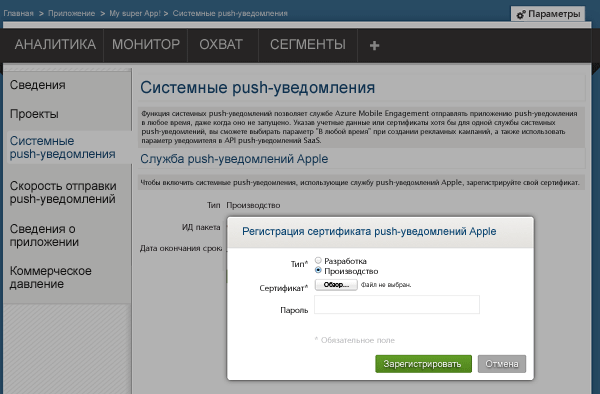 Главная > Приложение > My super App! > Системные push-уведомления
Параметры
АНАЛИТИКА МОНИТОР ОХВАТ СЕГМЕНТЫ +
Сведения
Проекты
Системные
push-уведомления
Скорость отправки
push-уведомлений
Сведения о
приложении
Коммерческое
давление
Системные push-уведомления
Функция системных push-уведомлений позволяет службе Azure Mobile Engagement отправлять приложению push-уведомления
в любое время, даже когда оно не запущено. Указав учетные данные или сертификаты хотя бы для одной службы системных
push-уведомлений, вы сможете выбирать параметр "В любой время" при создании рекламных кампаний, а также использовать
параметр уведомителя в API push-уведомлений SaaS.
Служба push-уведомлений Apple
Чтобы включить системные push-уведомления, использующие службу push-уведомлений Apple, зарегистрируйте свой сертификат.
Тип Производство
ИД пакета
Дата окончания срока
Регистрация сертификата push-уведомлений Apple
Тип* Разработка
Производство
Сертификат* Обзор... Файл не выбран.
Пароль
* Обязательное поле
Зарегистрировать Отмена